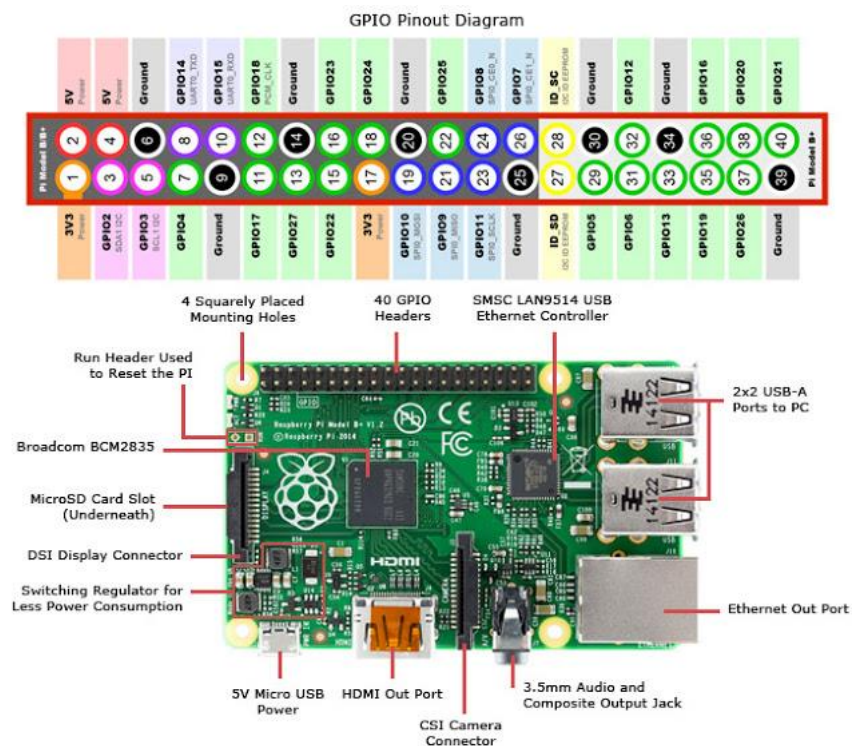 GPIO Pinout Diagram
5V Power
5V Power
Ground
GPIO14 UART0_TXD
GPIO15 UART0_RXD
GPIO18 PCM_CLK
GPIO23
Ground
GPIO24
Ground
GPIO25
GPIO8 SPI0_CE0_N
GPIO7 SPI0_CE1_N
ID_SC I2C ID EEPROM
Ground
GPIO12
Ground
GPIO16
GPIO20
GPIO21
Pi Model B/B+
2 4 6 8 10 12 14 16 18 20 22 24 26 28 30 32 34 36 38 40
1 3 5 7 9 11 13 15 17 19 21 23 25 27 29 31 33 35 37 39
Pi Model B+
3V3 Power
GPIO2 SDA1 I2C
GPIO3 SCL1 I2C
GPIO4
Ground
GPIO17
GPIO27
GPIO22
3V3 Power
GPIO10 SPI0_MOSI
GPIO9 SPI0_MISO
GPIO11 SPI0_SCLK
Ground
ID_SD I2C ID EEPROM
GPIO5
GPIO6
GPIO13
GPIO19
GPIO26
Ground
4 Squarely Placed
Mounting Holes
40 GPIO
Headers
SMSC LAN9514 USB
Ethernet Controller
Run Header Used
to Reset the PI
2x2 USB-A
Ports to PC
Broadcom BCM2835
MicroSD Card Slot
(Underneath)
DSI Display Connector
Switching Regulator for
Less Power Consumption
Ethernet Out Port
5V Micro USB
Power
HDMI Out Port
CSI Camera
Connector
3.5mm Audio and
Composite Output Jack
GPIO
Raspberry Pi Model B+ V1.2
© Raspberry Pi 2014
Pb
CE
FC
DISPLAY
HDMI
CAMERA
14122
14122
USB